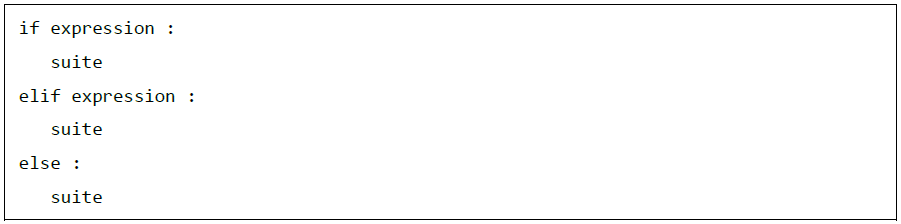 if expression :
   suite
elif expression :
   suite
else :
   suite